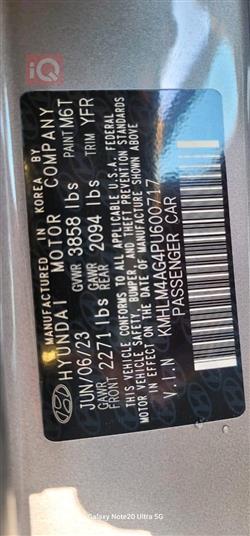 iQ
MANUFACTURED IN KOREA BY
HYUNDAI MOTOR COMPANY
JUN/06/23 GVWR 3858 lbs PAINT M6T
GAWR FRONT 2271 lbs GAWR REAR 2094 lbs TRIM YFR
THIS VEHICLE CONFORMS TO ALL APPLICABLE U.S.A. FEDERAL
MOTOR VEHICLE SAFETY, BUMPER, AND THEFT PREVENTION STANDARDS
IN EFFECT ON THE DATE OF MANUFACTURE SHOWN ABOVE
V.I.N KMHLM4AG4PU600717
PASSENGER CAR
Galaxy Note20 Ultra 5G